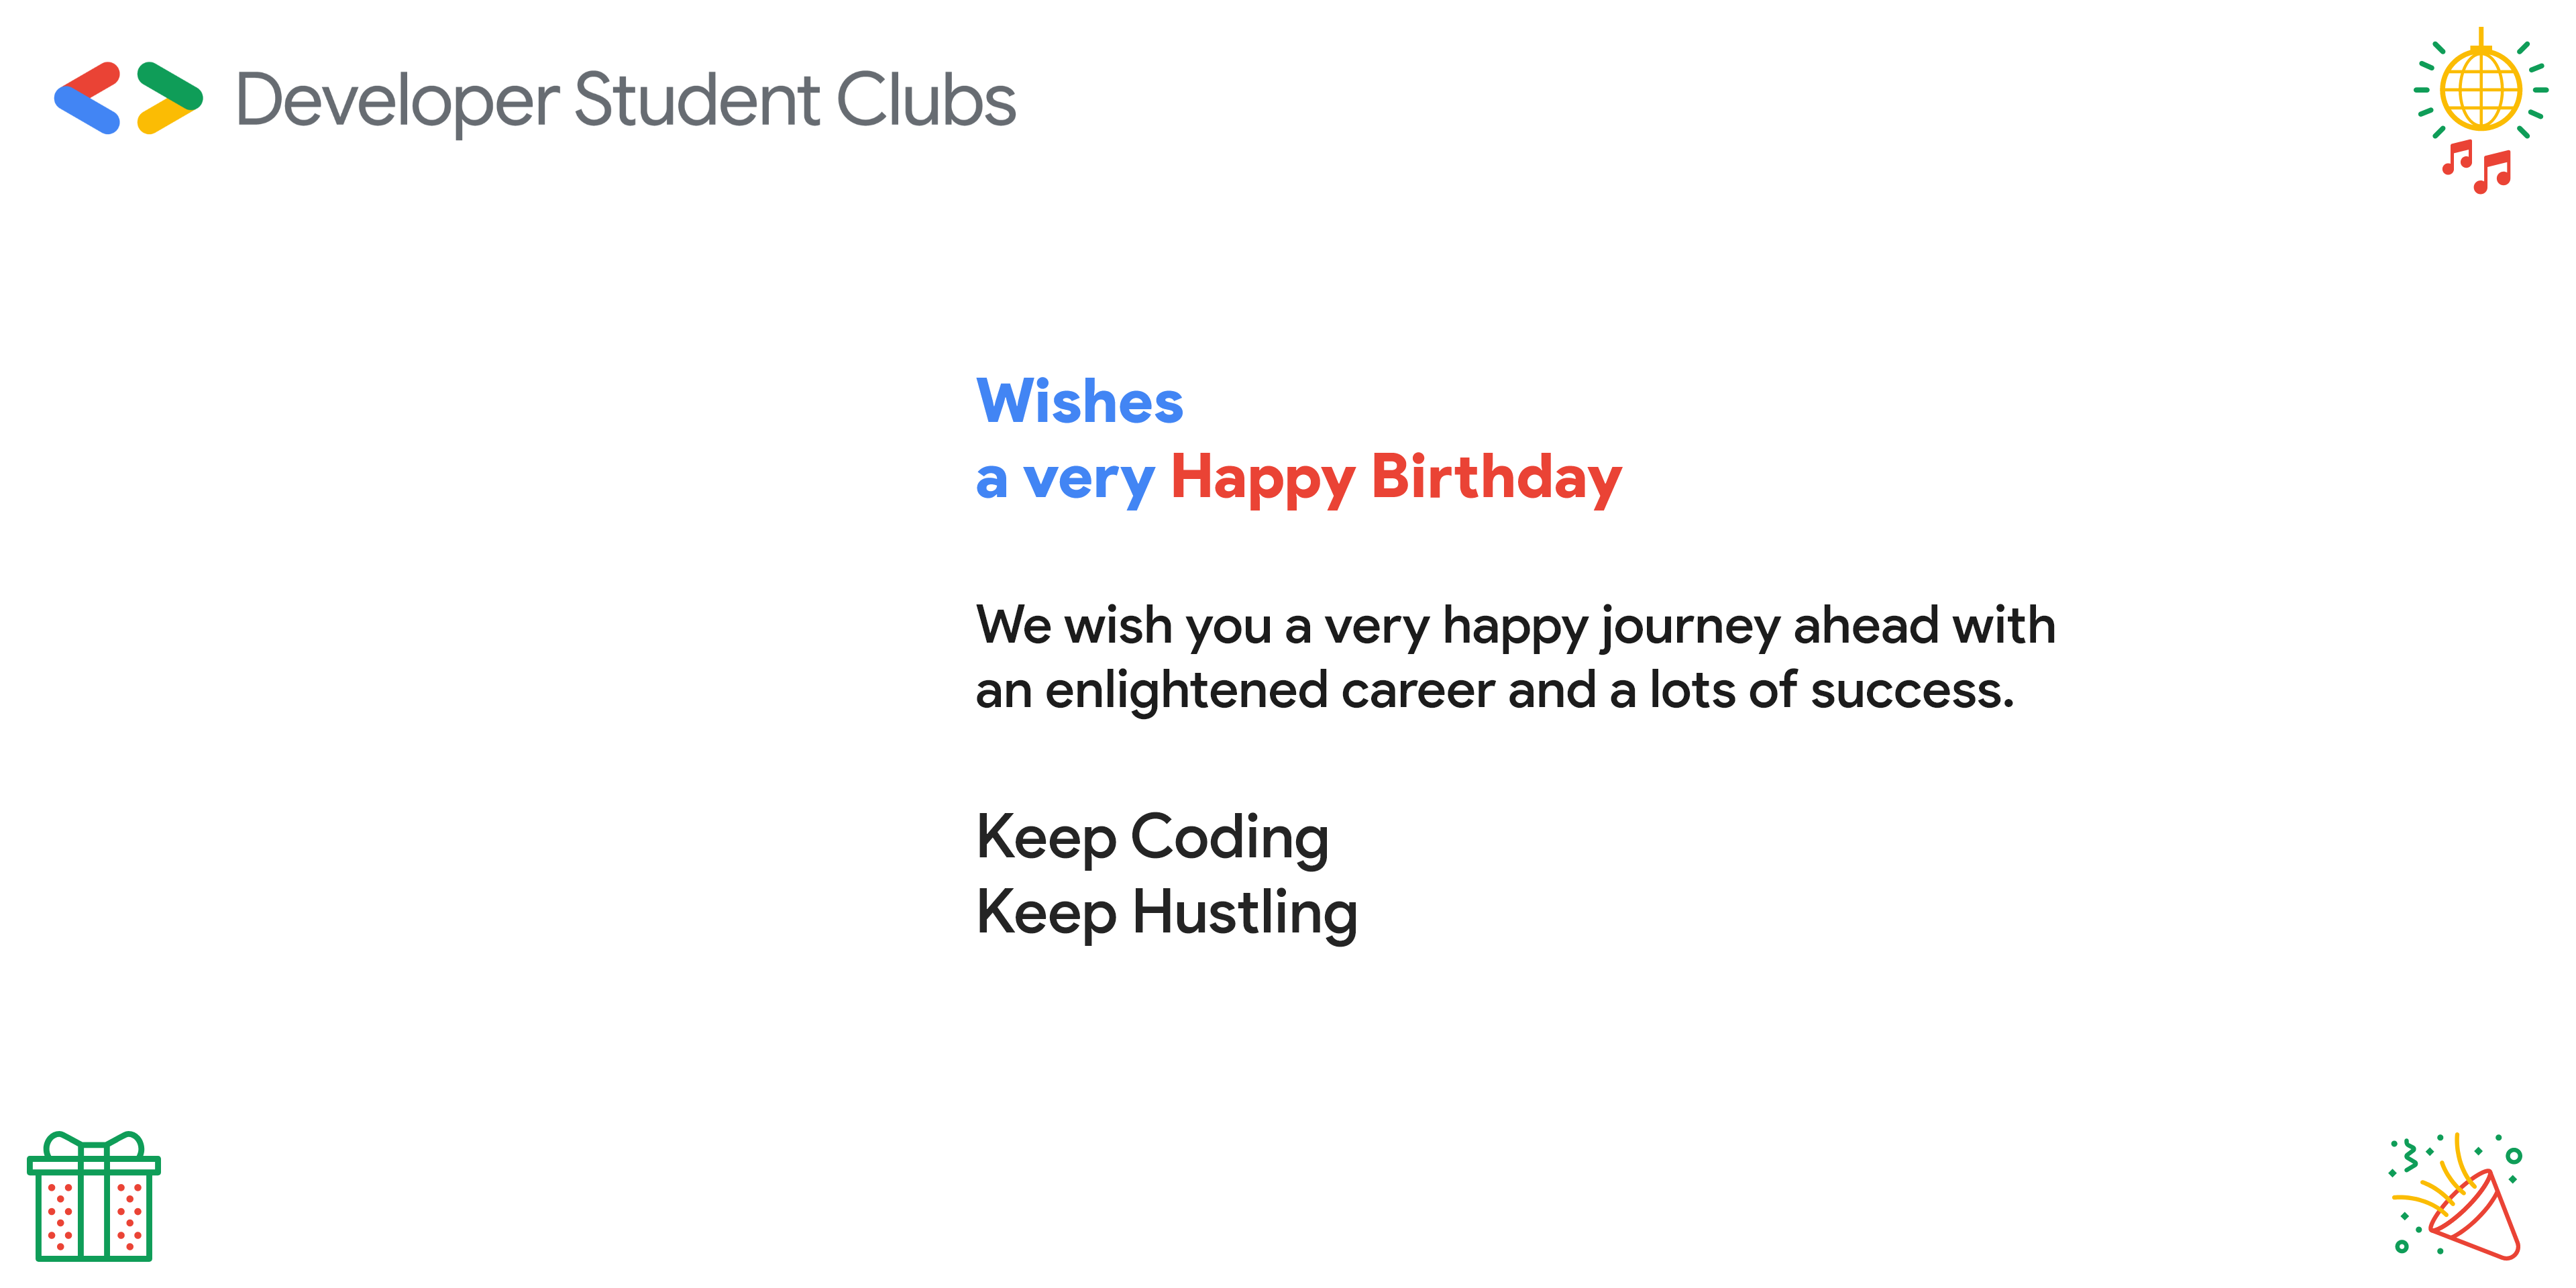 Developer Student Clubs
Wishes
a very Happy Birthday
We wish you a very happy journey ahead with
an enlightened career and a lots of success.
Keep Coding
Keep Hustling